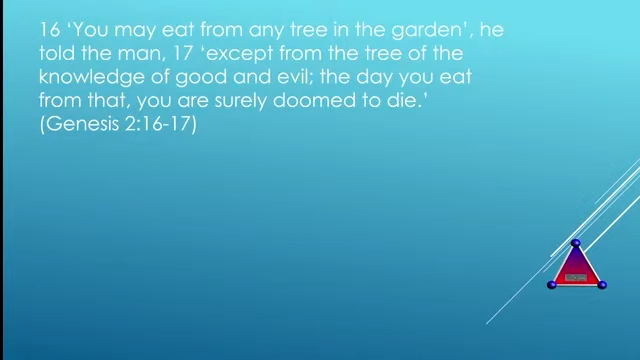 16 ‘You may eat from any tree in the garden’, he
told the man, 17 ‘except from the tree of the
knowledge of good and evil; the day you eat
from that, you are surely doomed to die.’
(Genesis 2:16-17)